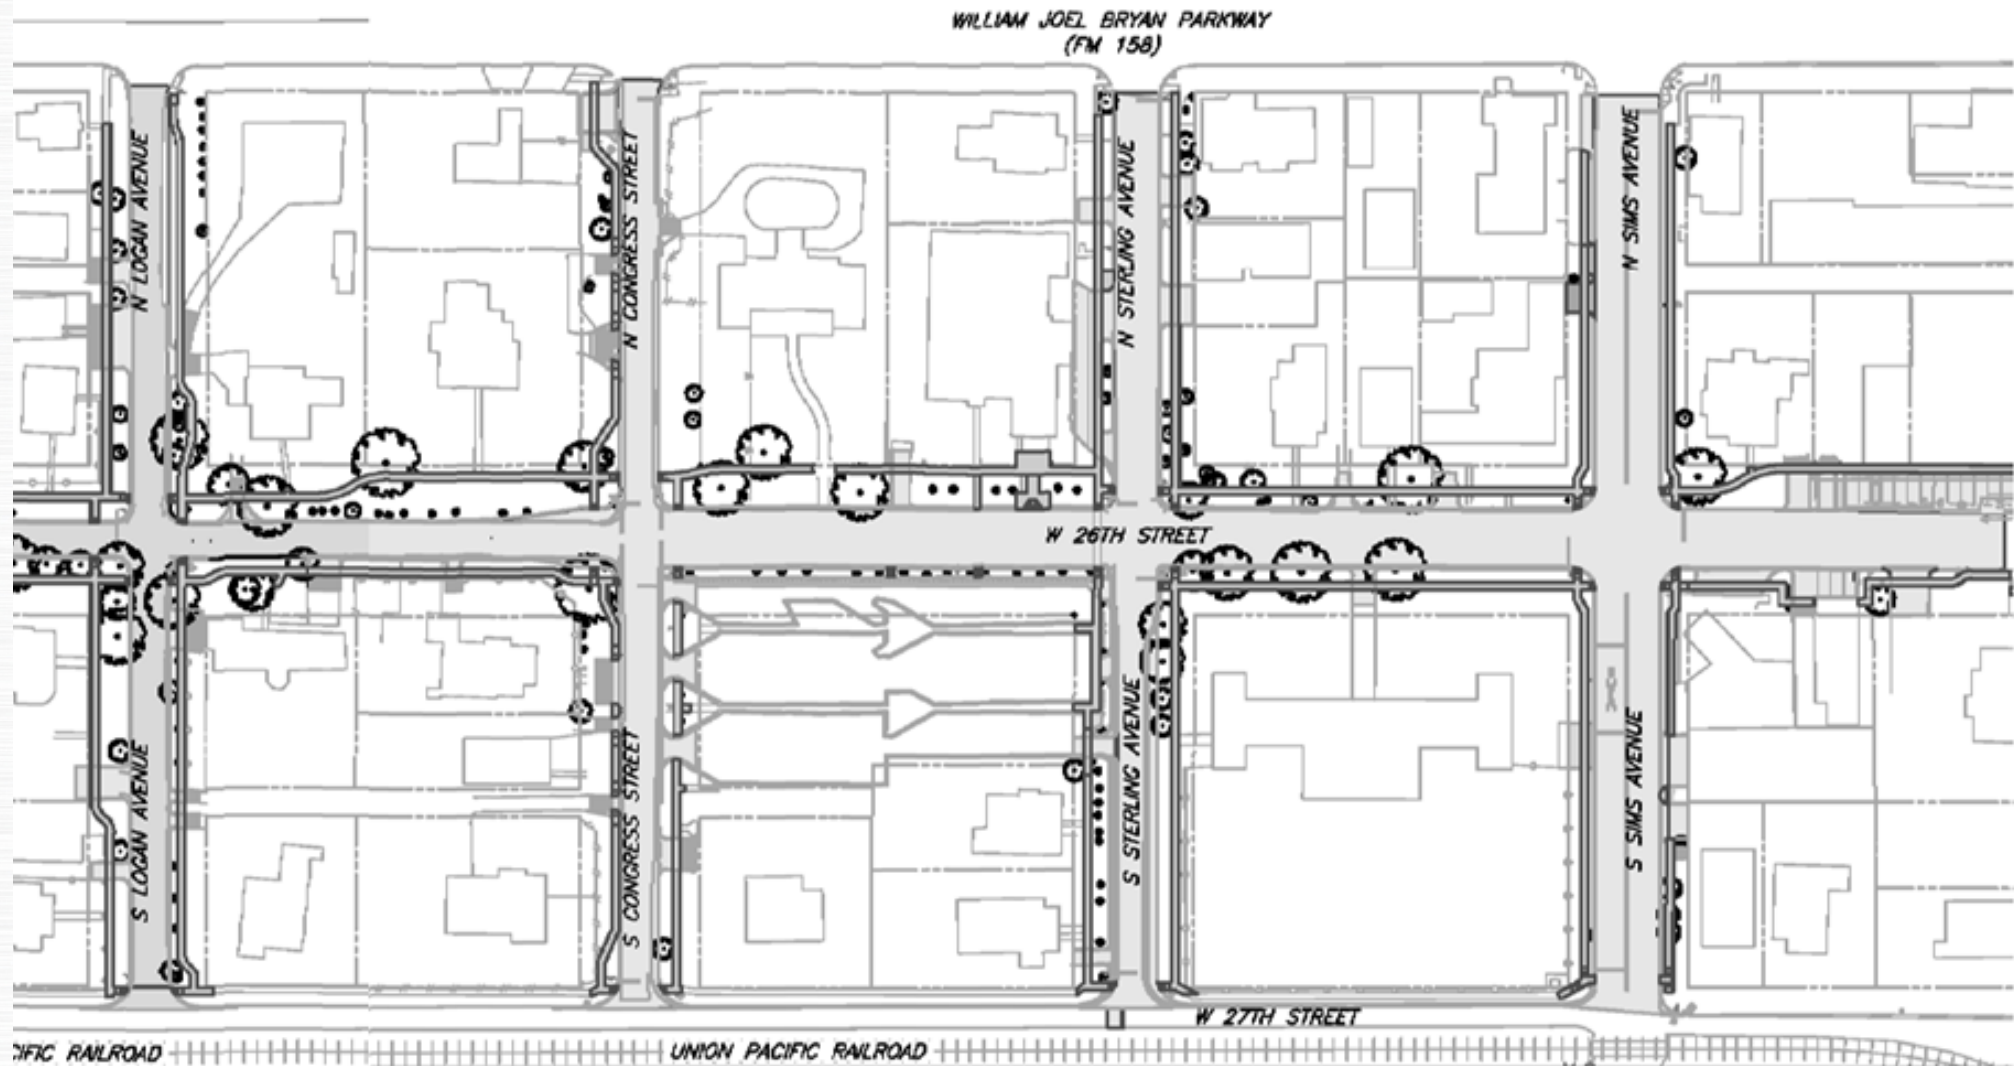 WILLIAM JOEL BRYAN PARKWAY
(FM 158)
N LOGAN AVENUE
N CONGRESS STREET
N STERLING AVENUE
N SIMS AVENUE
W 26TH STREET
S LOGAN AVENUE
S CONGRESS STREET
S STERLING AVENUE
S SIMS AVENUE
W 27TH STREET
CIFIC RAILROAD
UNION PACIFIC RAILROAD